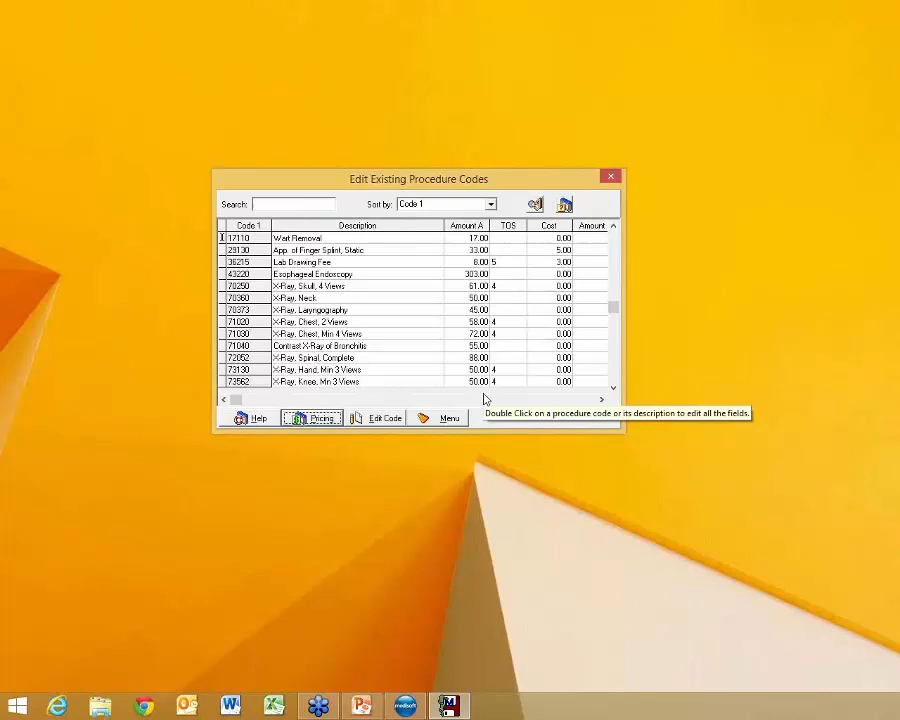 Edit Existing Procedure Codes
Search: Sort by: Code 1
Code 1 Description Amount A TOS Cost Amount
17110 Wart Removal 17.00 0.00
29130 App. of Finger Splint, Static 33.00 5.00
36215 Lab Drawing Fee 8.00 5 3.00
43220 Esophageal Endoscopy 303.00 0.00
70250 X-Ray, Skull, 4 Views 61.00 4 0.00
70360 X-Ray, Neck 50.00 0.00
70373 X-Ray, Laryngography 45.00 0.00
71020 X-Ray, Chest, 2 Views 58.00 4 0.00
71030 X-Ray, Chest, Min 4 Views 72.00 4 0.00
71040 Contrast X-Ray of Bronchitis 55.00 0.00
72052 X-Ray, Spinal, Complete 88.00 0.00
73130 X-Ray, Hand, Min 3 Views 50.00 4 0.00
73562 X-Ray, Knee, Min 3 Views 50.00 4 0.00
Help Pricing Edit Code Menu
Double Click on a procedure code or its description to edit all the fields.
medisoft